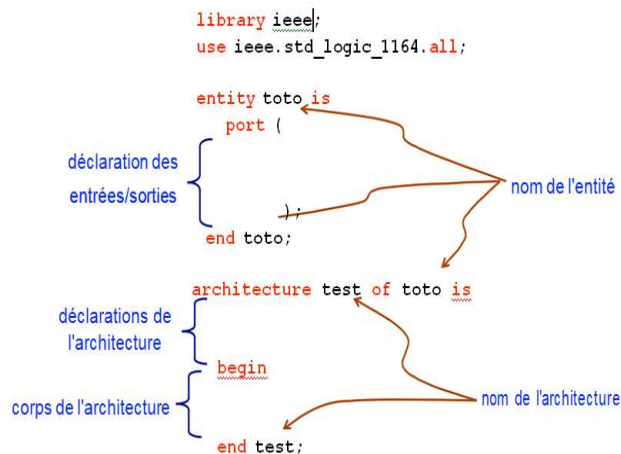 library ieee;
use ieee.std_logic_1164.all;
entity toto is
port (
déclaration des
entrées/sorties
nom de l'entité
);
end toto;
architecture test of toto is
déclarations de
l'architecture
begin
corps de l'architecture
nom de l'architecture
end test;